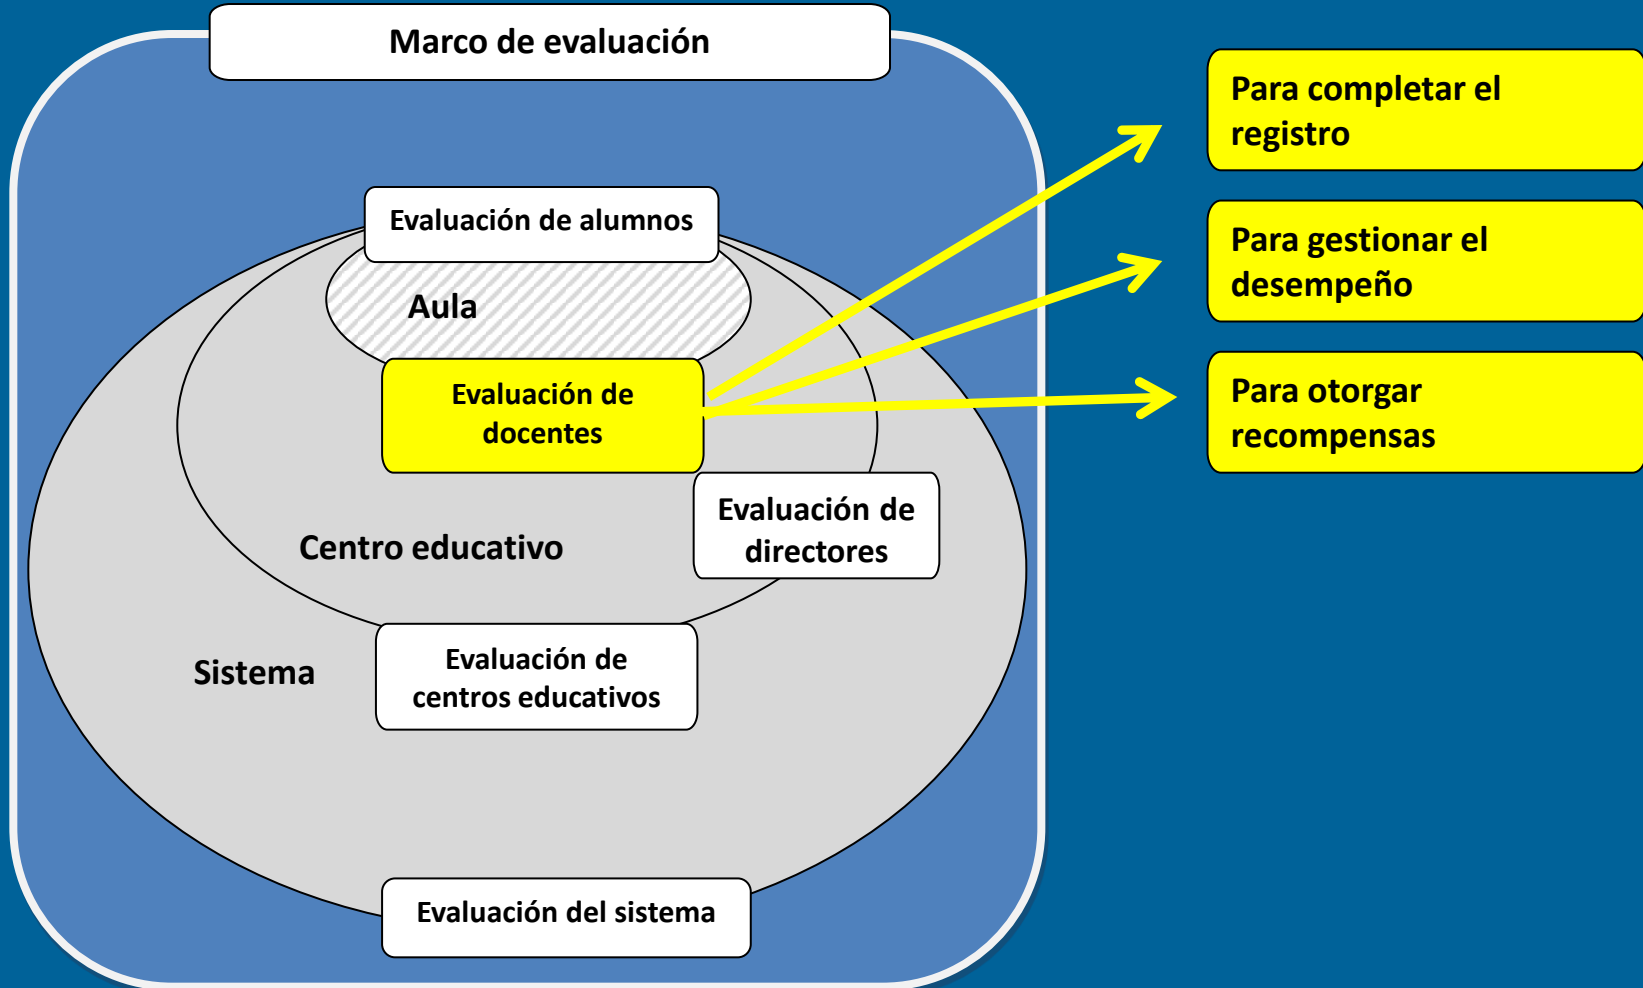 Marco de evaluación
Evaluación de alumnos
Aula
Evaluación de
docentes
Evaluación de
directores
Centro educativo
Sistema
Evaluación de
centros educativos
Evaluación del sistema
Para completar el
registro
Para gestionar el
desempeño
Para otorgar
recompensas